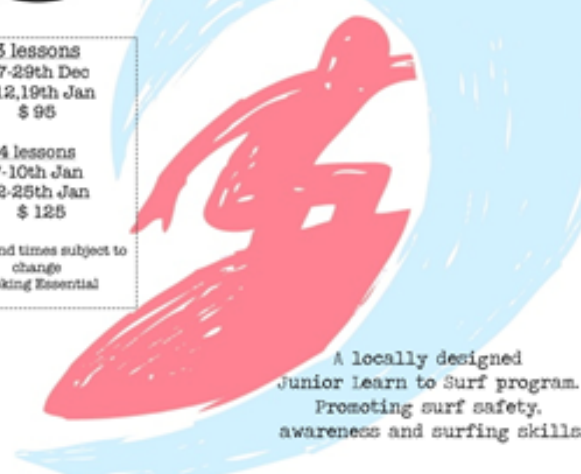 3 lessons
7-29th Dec
12,19th Jan
$ 95
4 lessons
7-10th Jan
2-25th Jan
$ 125
nd times subject to
change
king Essential
A locally designed
Junior Learn to Surf program.
Promoting surf safety.
awareness and surfing skills